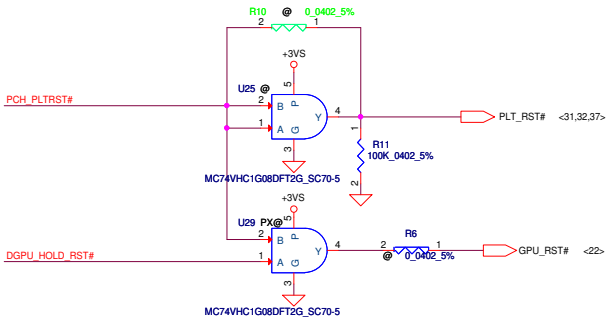 R10 @ 0_0402_5%
2 1
+3VS
U25 @
5
PCH_PLTRST#
2 B P
Y 4
1 A G
PLT_RST# <31,32,37>
3
1
R11
100K_0402_5%
2
MC74VHC1G08DFT2G_SC70-5
+3VS
U29 PX@
5
2 B P
Y 4
R6
2 1
DGPU_HOLD_RST#
1 A G
@ 0_0402_5%
GPU_RST# <22>
3
MC74VHC1G08DFT2G_SC70-5